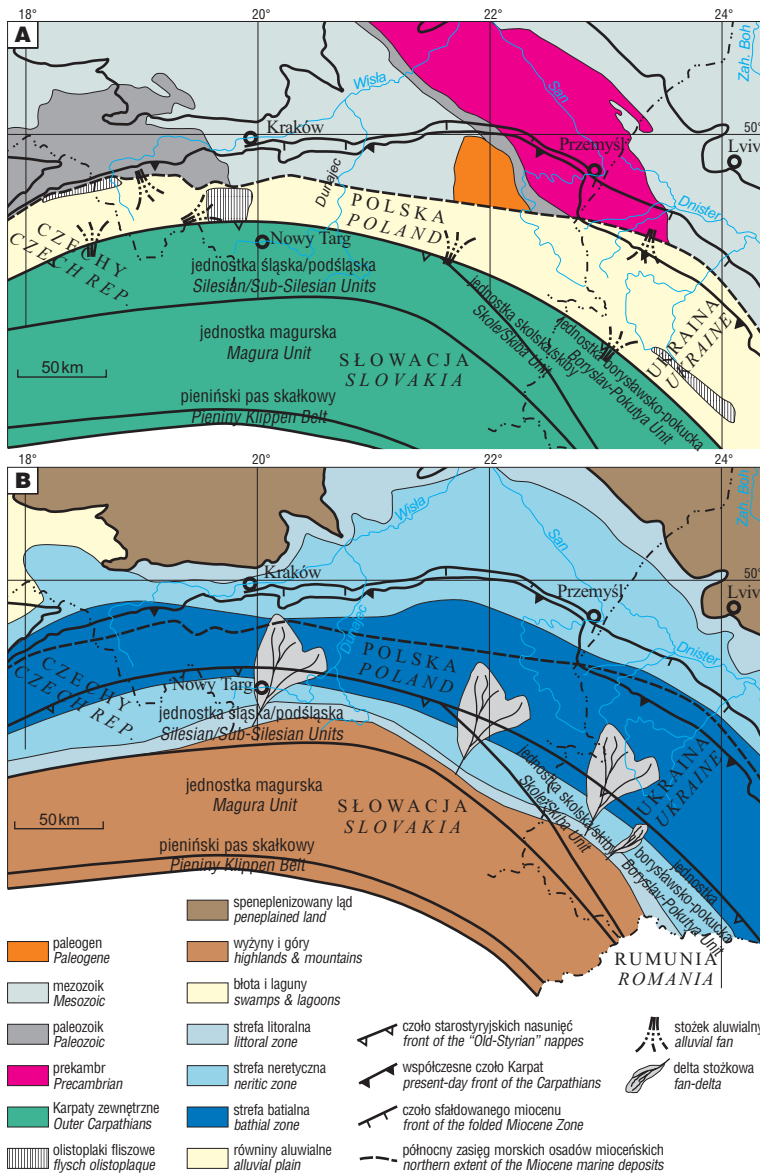 A
18°
20°
22°
24°
Wisła
San
Zah. Boh
Kraków
50°
Przemyśl
Lviv
Dunajec
Dnister
POLSKA
POLAND
CZECHY
CZECH REP.
Nowy Targ
jednostka śląska/podśląska
Silesian/Sub-Silesian Units
jednostka skolska/skiby
Skole/Skiba Unit
jednostka borysławsko-pokucka
Boryslav-Pokutya Unit
UKRAINA
UKRAINE
jednostka magurska
Magura Unit
SŁOWACJA
SLOVAKIA
50 km
pieniński pas skałkowy
Pieniny Klippen Belt
B
18°
20°
22°
24°
Wisła
San
Zah. Boh
Kraków
50°
Przemyśl
Lviv
Dunajec
Dnister
POLSKA
POLAND
CZECHY
CZECH REP.
Nowy Targ
jednostka śląska/podśląska
Silesian/Sub-Silesian Units
UKRAINA
UKRAINE
jednostka skolska/skiby
Skole/Skiba Unit
jednostka
borysławsko-pokucka
Boryslav-Pokutya Unit
jednostka magurska
Magura Unit
SŁOWACJA
SLOVAKIA
50 km
pieniński pas skałkowy
Pieniny Klippen Belt
RUMUNIA
ROMANIA
paleogen
Paleogene
mezozoik
Mesozoic
paleozoik
Paleozoic
prekambr
Precambrian
Karpaty zewnętrzne
Outer Carpathians
olistoplaki fliszowe
flysch olistoplaque
speneplenizowany ląd
peneplained land
wyżyny i góry
highlands & mountains
błota i laguny
swamps & lagoons
strefa litoralna
littoral zone
strefa nerytyczna
neritic zone
strefa batialna
bathial zone
równiny aluwialne
alluvial plain
czoło starostyryjskich nasunięć
front of the "Old-Styrian" nappes
współczesne czoło Karpat
present-day front of the Carpathians
czoło sfałdowanego miocenu
front of the folded Miocene Zone
północny zasięg morskich osadów mioceńskich
northern extent of the Miocene marine deposits
stożek aluwialny
alluvial fan
delta stożkowa
fan-delta